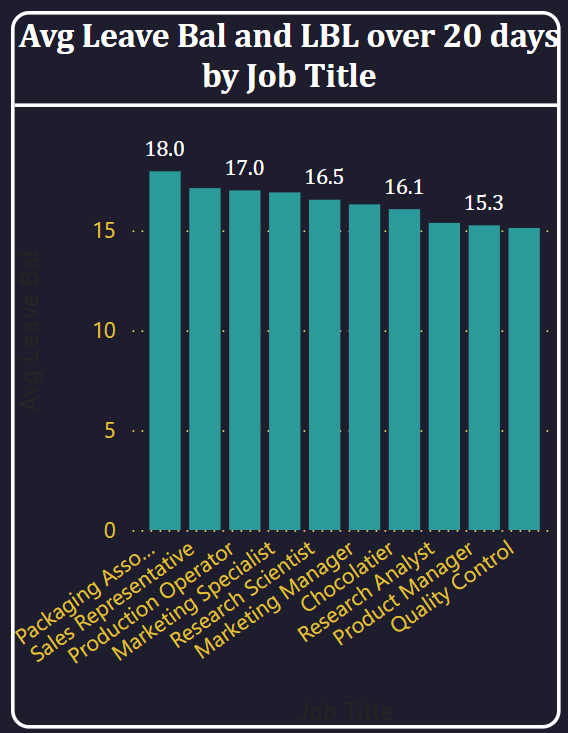 Avg Leave Bal and LBL over 20 days
by Job Title
18.0
17.0
16.5
16.1
15.3
15
10
5
0
Avg Leave Bal
Packaging Asso...
Sales Representative
Production Operator
Marketing Specialist
Research Scientist
Marketing Manager
Chocolatier
Research Analyst
Product Manager
Quality Control
Job Title